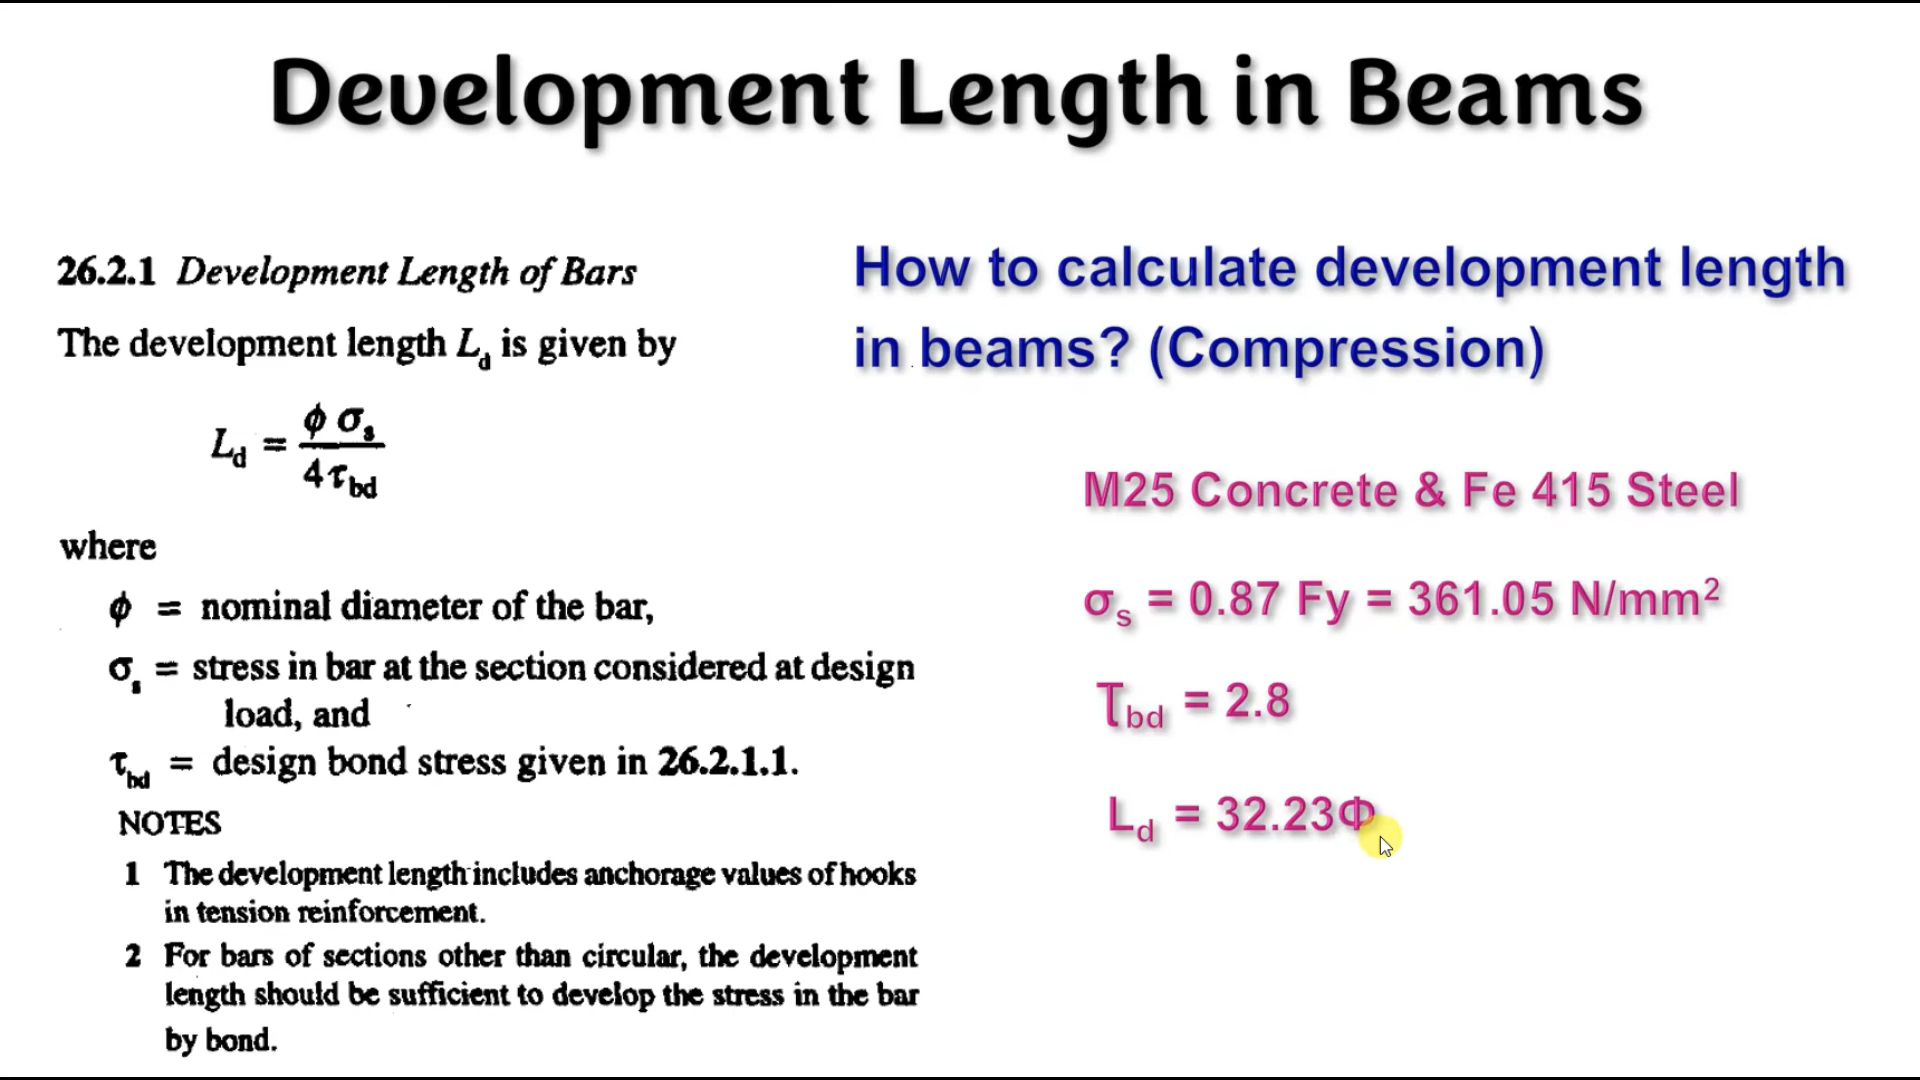 Development Length in Beams
26.2.1 Development Length of Bars
The development length L_d is given by
L_d = ϕ σ_s / 4 τ_bd
where
ϕ = nominal diameter of the bar,
σ_s = stress in bar at the section considered at design
load, and
τ_bd = design bond stress given in 26.2.1.1.
NOTES
1 The development length includes anchorage values of hooks
in tension reinforcement.
2 For bars of sections other than circular, the development
length should be sufficient to develop the stress in the bar
by bond.
How to calculate development length
in beams? (Compression)
M25 Concrete & Fe 415 Steel
σ_s = 0.87 Fy = 361.05 N/mm²
τ_bd = 2.8
L_d = 32.23Φ